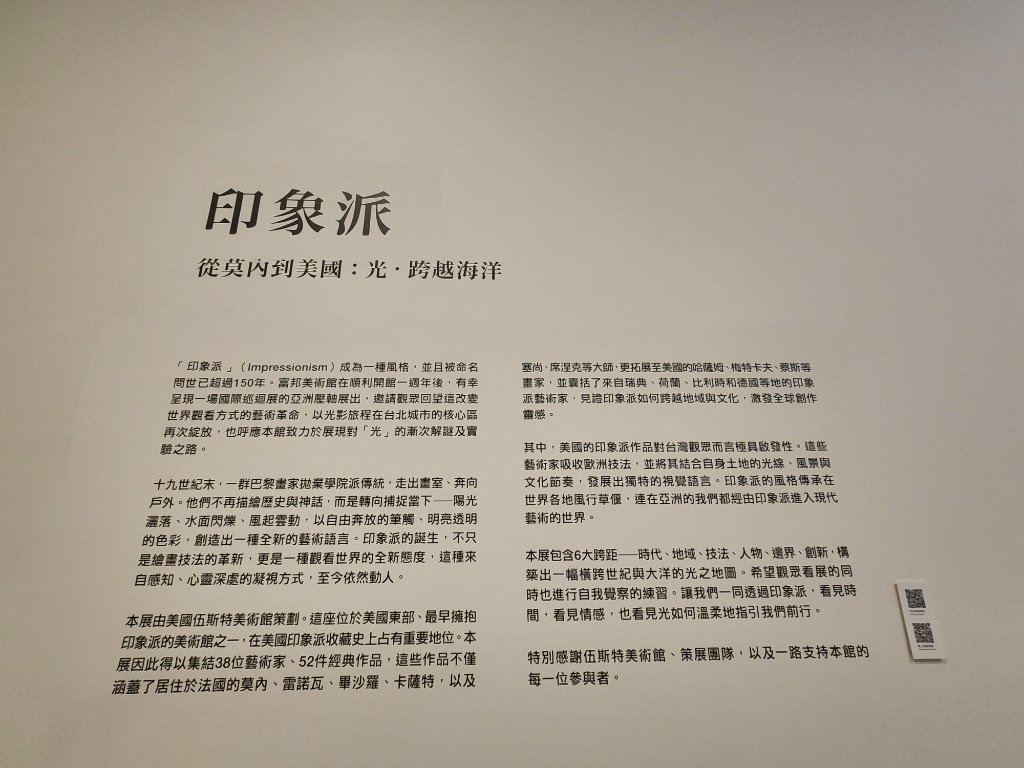 印象派
從莫內到美國：光．跨越海洋
「印象派」（Impressionism）成為一種風格，並且被命名
問世已超過150年。富邦美術館在順利開館一週年後，有幸
呈現一場國際巡迴展的亞洲壓軸展出，邀請觀眾回望這改變
世界觀看方式的藝術革命，以光影旅程在台北城市的核心區
再次綻放，也呼應本館致力於展現對「光」的漸次解謎及實
驗之路。
十九世紀末，一群巴黎畫家拋棄學院派傳統，走出畫室、奔向
戶外。他們不再描繪歷史與神話，而是轉向捕捉當下——陽光
灑落、水面閃爍、風起雲動，以自由奔放的筆觸、明亮透明
的色彩，創造出一種全新的藝術語言。印象派的誕生，不只
是繪畫技法的革新，更是一種觀看世界的全新態度，這種來
自感知、心靈深處的凝視方式，至今依然動人。
本展由美國伍斯特美術館策劃。這座位於美國東部、最早擁抱
印象派的美術館之一，在美國印象派收藏史上占有重要地位。本
展因此得以集結38位藝術家、52件經典作品，這些作品不僅
涵蓋了居住於法國的莫內、雷諾瓦、畢沙羅、卡薩特，以及
塞尚、席涅克等大師，更拓展至美國的哈薩姆、梅特卡夫、蔡斯等
畫家，並囊括了來自瑞典、荷蘭、比利時和德國等地的印象
派藝術家，見證印象派如何跨越地域與文化，激發全球創作
靈感。
其中，美國的印象派作品對台灣觀眾而言極具啟發性。這些
藝術家吸收歐洲技法，並將其結合自身土地的光線、風景與
文化節奏，發展出獨特的視覺語言。印象派的風格傳承在
世界各地風行草偃，連在亞洲的我們都經由印象派進入現代
藝術的世界。
本展包含6大跨距——時代、地域、技法、人物、邊界、創新，構
築出一幅橫跨世紀與大洋的光之地圖。希望觀眾看展的同
時也進行自我覺察的練習。讓我們一同透過印象派，看見時
間，看見情感，也看見光如何溫柔地指引我們前行。
特別感謝伍斯特美術館、策展團隊，以及一路支持本館的
每一位參與者。